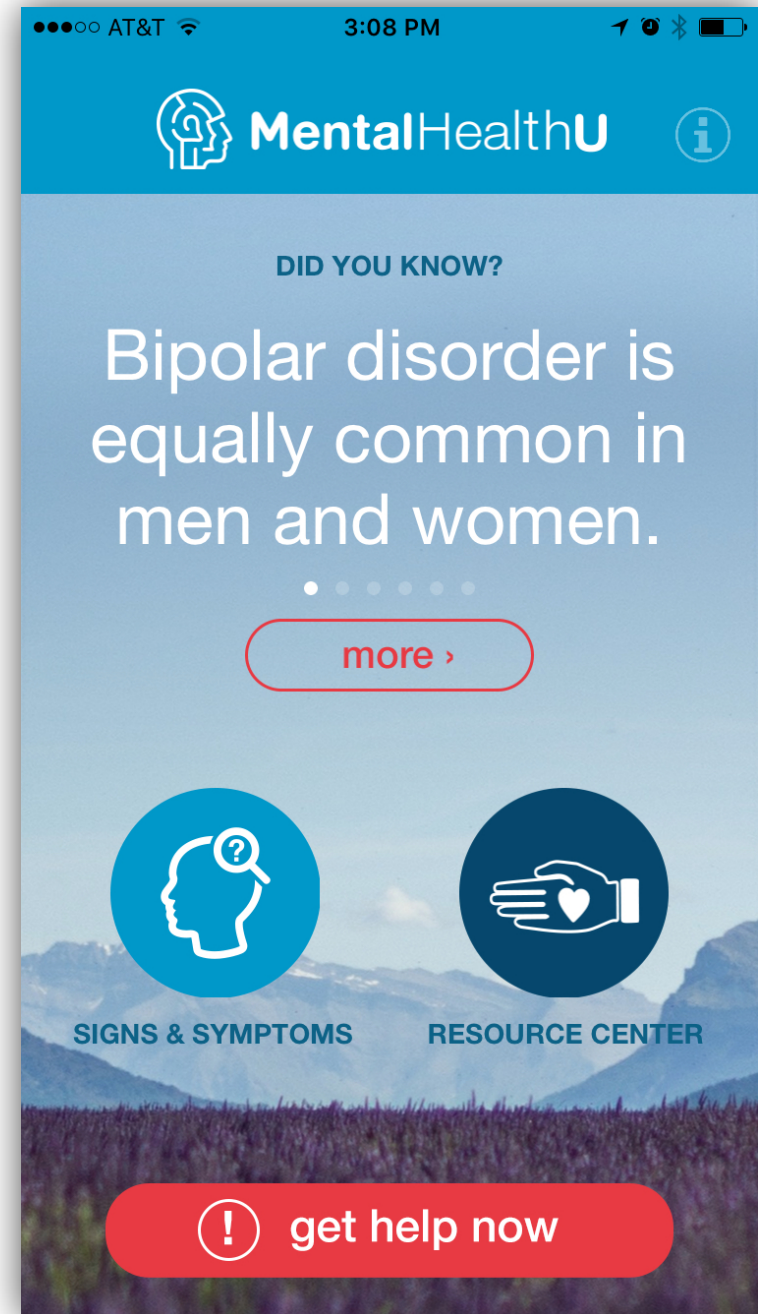 AT&T 3:08 PM
MentalHealthU
DID YOU KNOW?
Bipolar disorder is
equally common in
men and women.
more ›
SIGNS & SYMPTOMS RESOURCE CENTER
! get help now